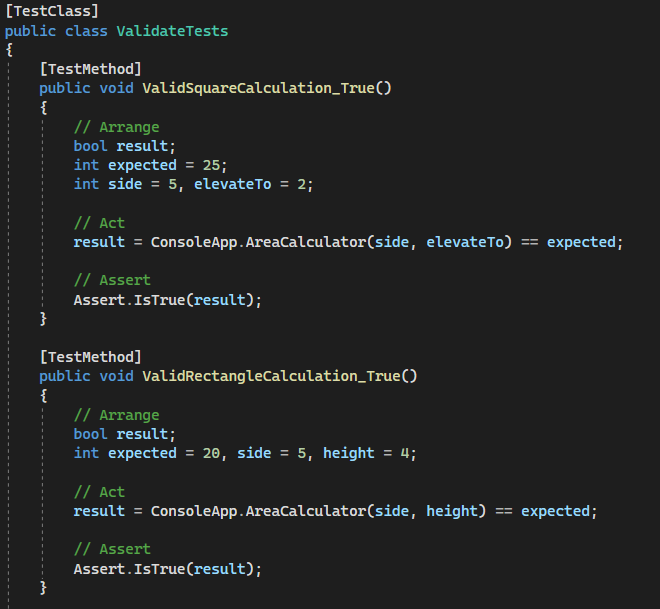 [TestClass]
public class ValidateTests
{
[TestMethod]
public void ValidSquareCalculation_True()
{
// Arrange
bool result;
int expected = 25;
int side = 5, elevateTo = 2;
// Act
result = ConsoleApp.AreaCalculator(side, elevateTo) == expected;
// Assert
Assert.IsTrue(result);
}
[TestMethod]
public void ValidRectangleCalculation_True()
{
// Arrange
bool result;
int expected = 20, side = 5, height = 4;
// Act
result = ConsoleApp.AreaCalculator(side, height) == expected;
// Assert
Assert.IsTrue(result);
}